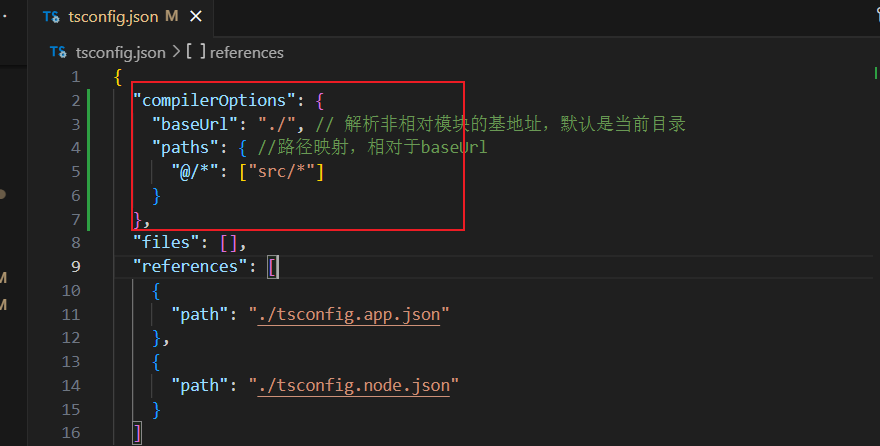 tsconfig.json M ×
tsconfig.json > [ ] references
1 {
2 "compilerOptions": {
3 "baseUrl": "./", // 解析非相对模块的基地址，默认是当前目录
4 "paths": { //路径映射，相对于baseUrl
5 "@/*": ["src/*"]
6 }
7 },
8 "files": [],
9 "references": [
10 {
11 "path": "./tsconfig.app.json"
12 },
13 {
14 "path": "./tsconfig.node.json"
15 }
16 ]
M
M